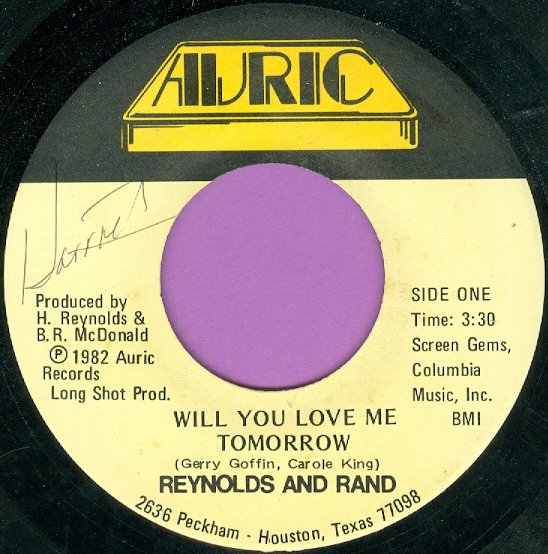 AURIC
Produced by
H. Reynolds &
B.R. McDonald
Ⓟ 1982 Auric
Records
Long Shot Prod.
SIDE ONE
Time: 3:30
Screen Gems,
Columbia
Music, Inc.
BMI
WILL YOU LOVE ME
TOMORROW
(Gerry Goffin, Carole King)
REYNOLDS AND RAND
2636 Peckham - Houston, Texas 77098